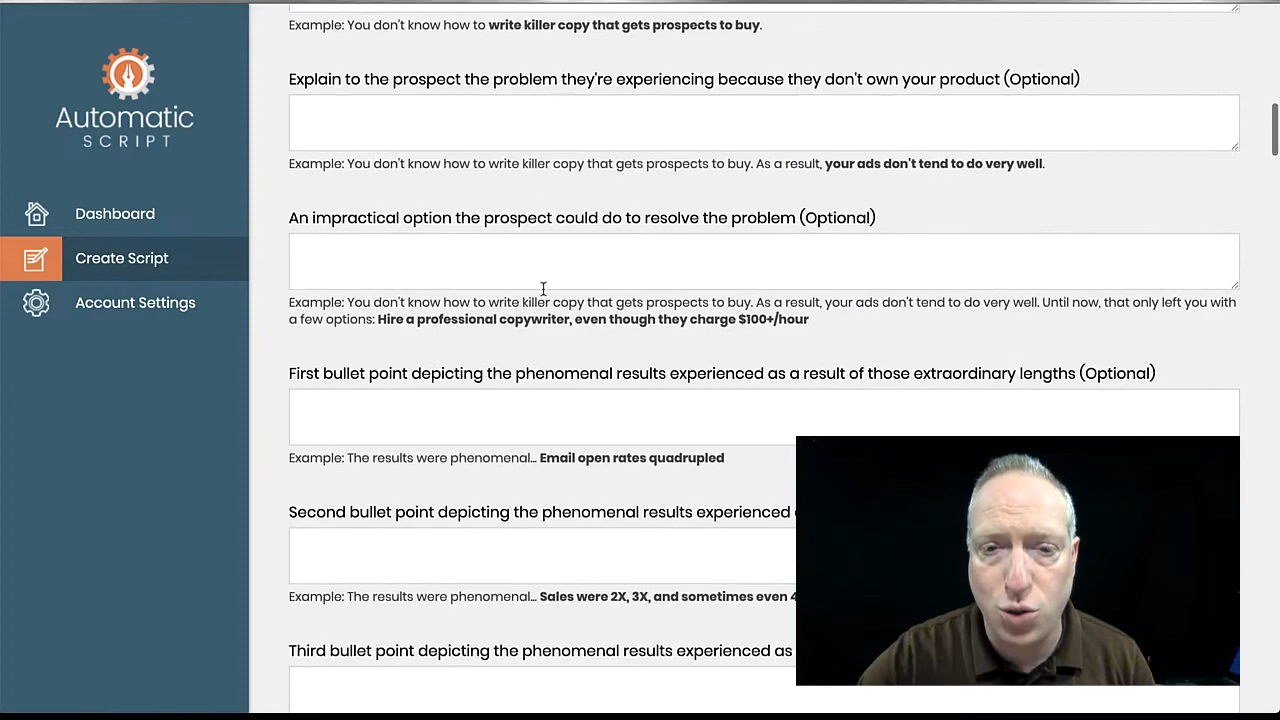 Example: You don't know how to write killer copy that gets prospects to buy.
Automatic
SCRIPT
Dashboard
Create Script
Account Settings
Explain to the prospect the problem they're experiencing because they don't own your product (Optional)
Example: You don't know how to write killer copy that gets prospects to buy. As a result, your ads don't tend to do very well.
An impractical option the prospect could do to resolve the problem (Optional)
Example: You don't know how to write killer copy that gets prospects to buy. As a result, your ads don't tend to do very well. Until now, that only left you with
a few options: Hire a professional copywriter, even though they charge $100+/hour
First bullet point depicting the phenomenal results experienced as a result of those extraordinary lengths (Optional)
Example: The results were phenomenal... Email open rates quadrupled
Second bullet point depicting the phenomenal results experienced
Example: The results were phenomenal... Sales were 2X, 3X, and sometimes even
Third bullet point depicting the phenomenal results experienced as